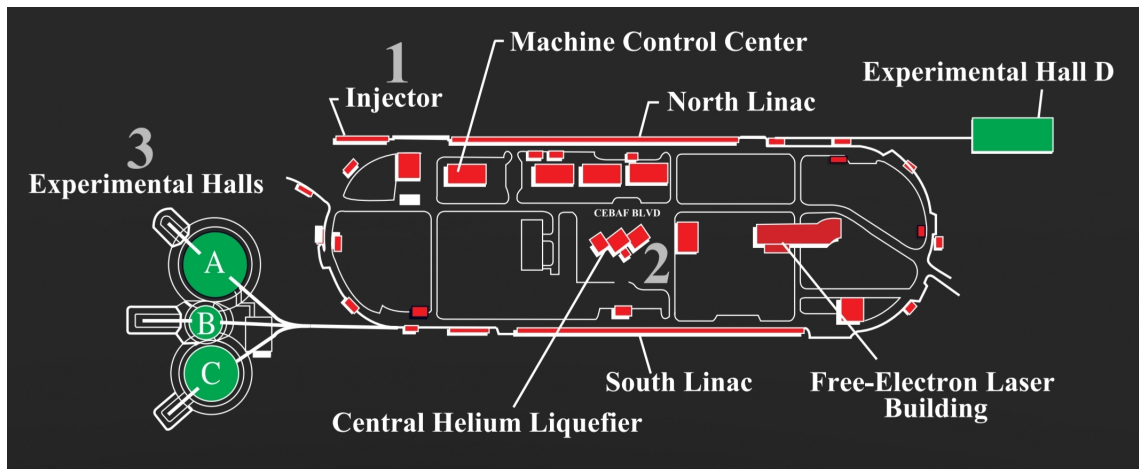 Machine Control Center
1
Injector
North Linac
Experimental Hall D
3
Experimental Halls
CEBAF BLVD
2
A
B
C
South Linac
Free-Electron Laser
Building
Central Helium Liquefier